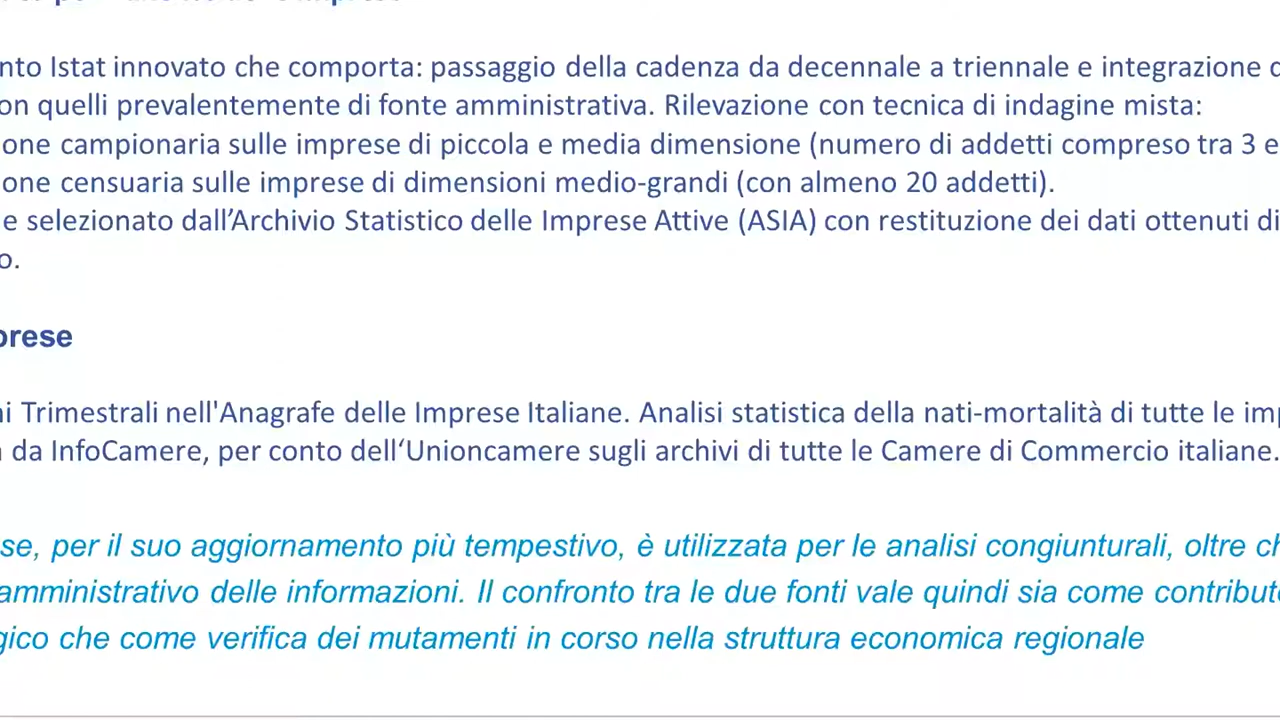 nto Istat innovato che comporta: passaggio della cadenza da decennale a triennale e integrazione
on quelli prevalentemente di fonte amministrativa. Rilevazione con tecnica di indagine mista:
one campionaria sulle imprese di piccola e media dimensione (numero di addetti compreso tra 3 e
one censuaria sulle imprese di dimensioni medio-grandi (con almeno 20 addetti).
e selezionato dall’Archivio Statistico delle Imprese Attive (ASIA) con restituzione dei dati ottenuti di
o.
prese
ni Trimestrali nell'Anagrafe delle Imprese Italiane. Analisi statistica della nati-mortalità di tutte le imp
da InfoCamere, per conto dell‘Unioncamere sugli archivi di tutte le Camere di Commercio italiane.
se, per il suo aggiornamento più tempestivo, è utilizzata per le analisi congiunturali, oltre ch
amministrativo delle informazioni. Il confronto tra le due fonti vale quindi sia come contributo
gico che come verifica dei mutamenti in corso nella struttura economica regionale